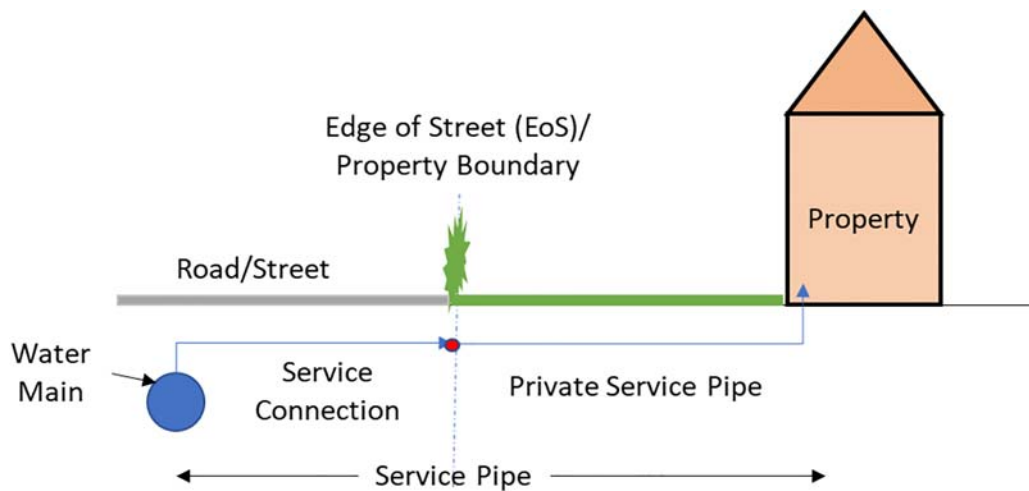 Edge of Street (EoS)/
Property Boundary
Property
Road/Street
Water
Main
Service
Connection
Private Service Pipe
Service Pipe